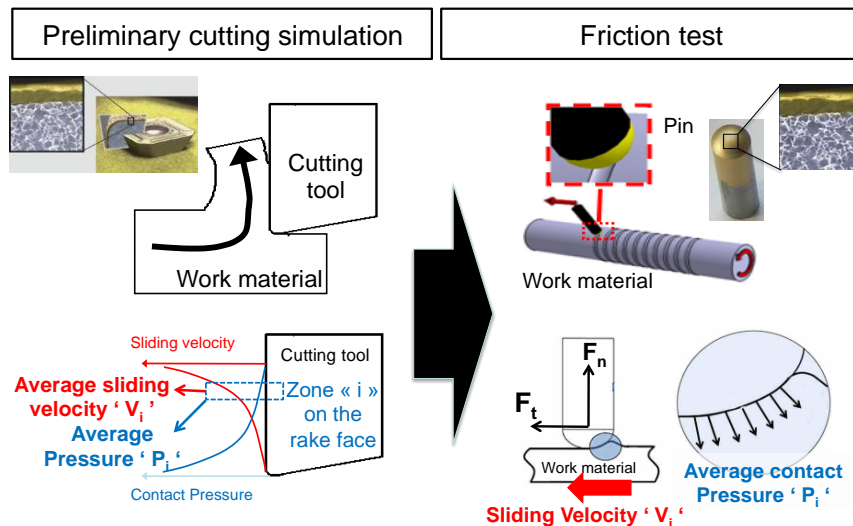 Preliminary cutting simulation
Friction test
Cutting
tool
Work material
Pin
Work material
Sliding velocity
Cutting tool
Average sliding
velocity ‘ Vi ‘
Zone « i »
on the
rake face
Average
Pressure ‘ Pi ‘
Contact Pressure
Fn
Ft
Work material
Sliding Velocity ‘ Vi ‘
Average contact
Pressure ‘ Pi ‘